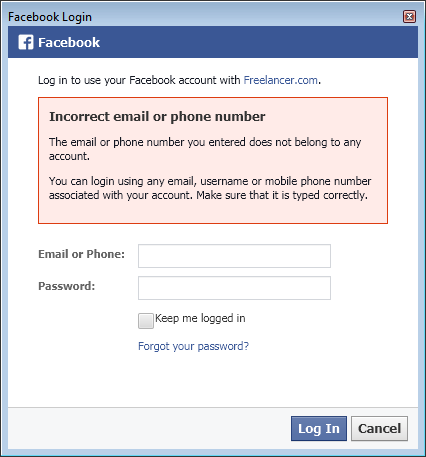 Facebook Login
Facebook
Log in to use your Facebook account with Freelancer.com.
Incorrect email or phone number
The email or phone number you entered does not belong to any
account.
You can login using any email, username or mobile phone number
associated with your account. Make sure that it is typed correctly.
Email or Phone:
Password:
Keep me logged in
Forgot your password?
Log In
Cancel